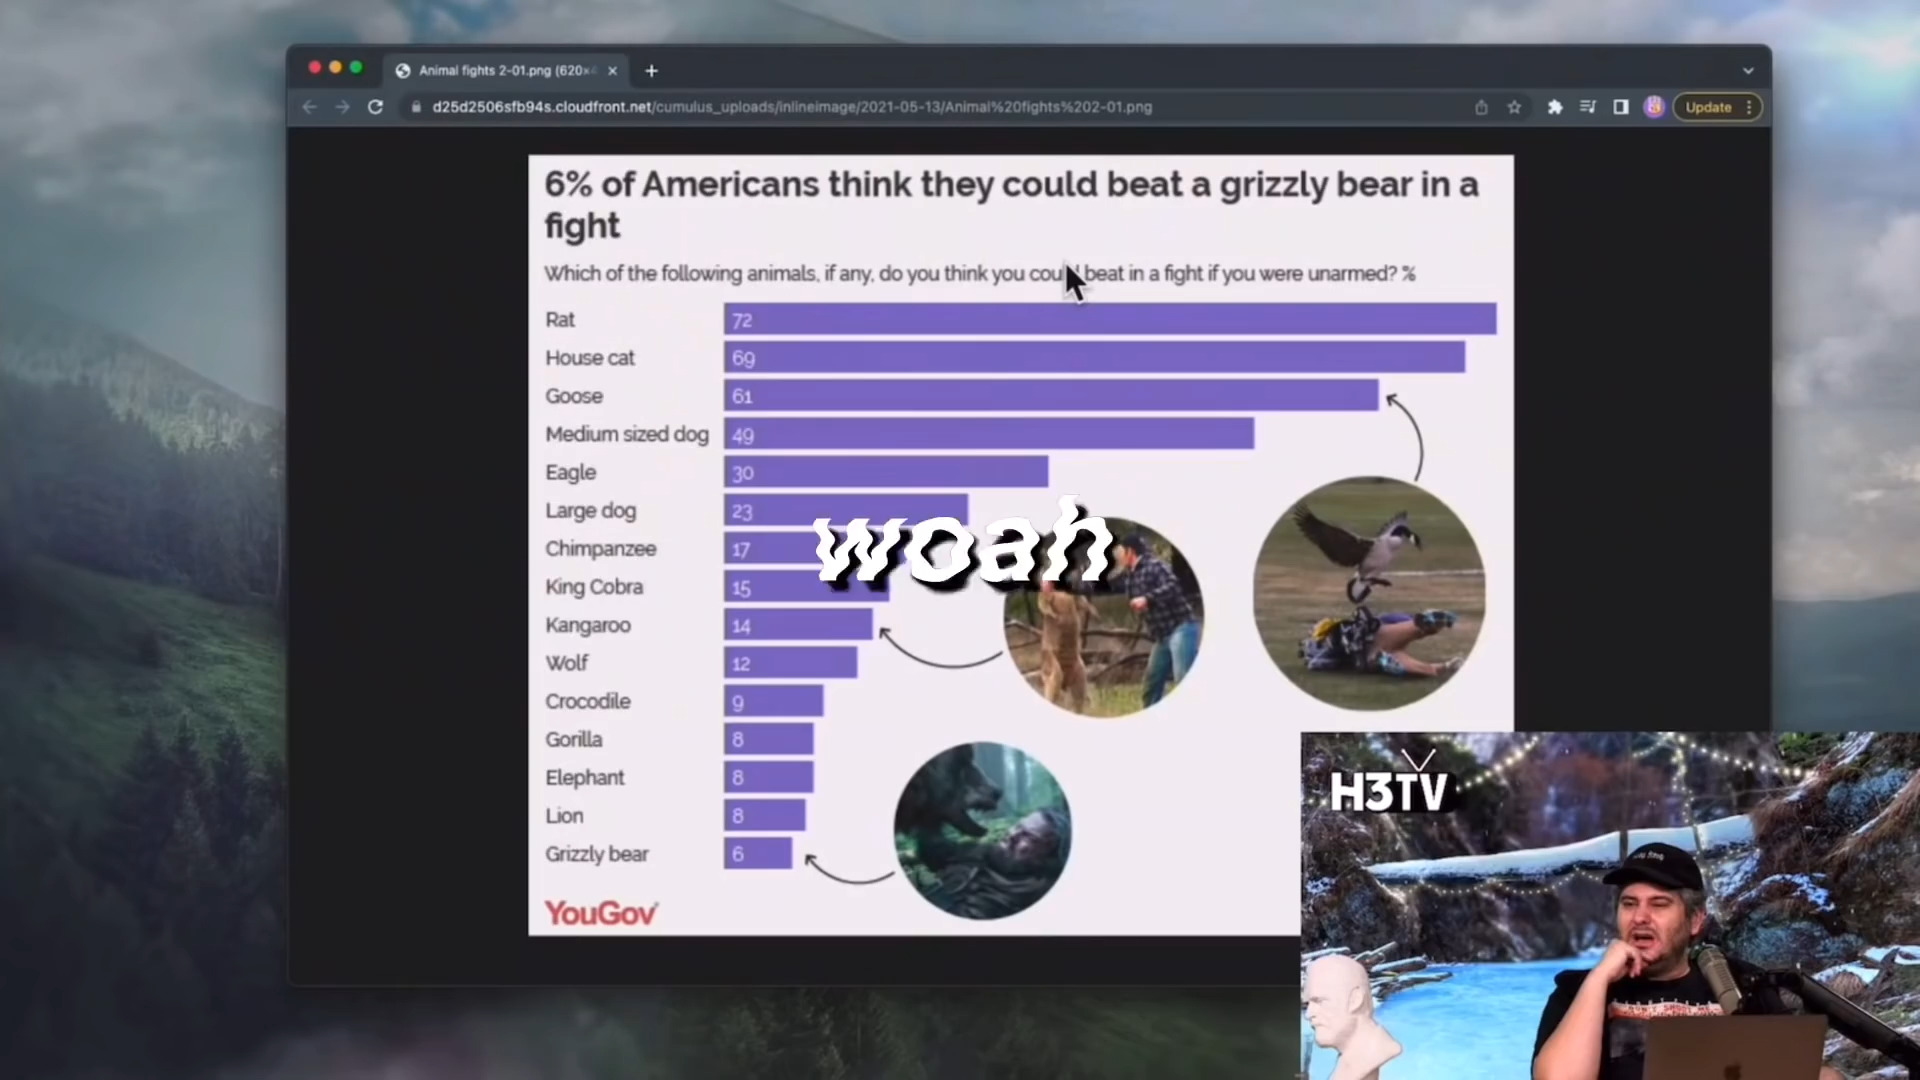 Animal fights 2-01.png (620×
d25d2506sfb94s.cloudfront.net/cumulus_uploads/inlineimage/2021-05-13/Animal%20fights%202-01.png
Update
6% of Americans think they could beat a grizzly bear in a
fight
Which of the following animals, if any, do you think you could beat in a fight if you were unarmed? %
Rat 72
House cat 69
Goose 61
Medium sized dog 49
Eagle 30
Large dog 23
woah
Chimpanzee 17
King Cobra 15
Kangaroo 14
Wolf 12
Crocodile 9
Gorilla 8
Elephant 8
Lion 8
Grizzly bear 6
YouGov
H3TV